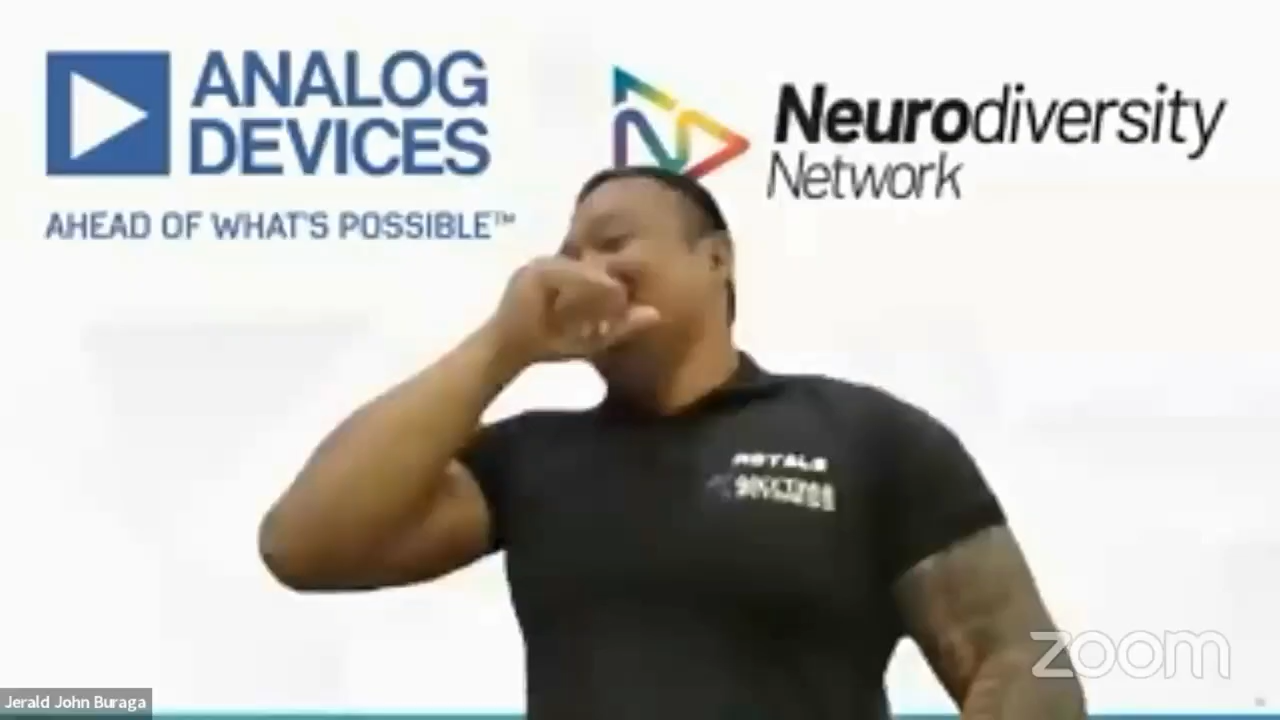 ANALOG
DEVICES
AHEAD OF WHAT'S POSSIBLE™
Neurodiversity
Network
zoom
Jerald John Buraga